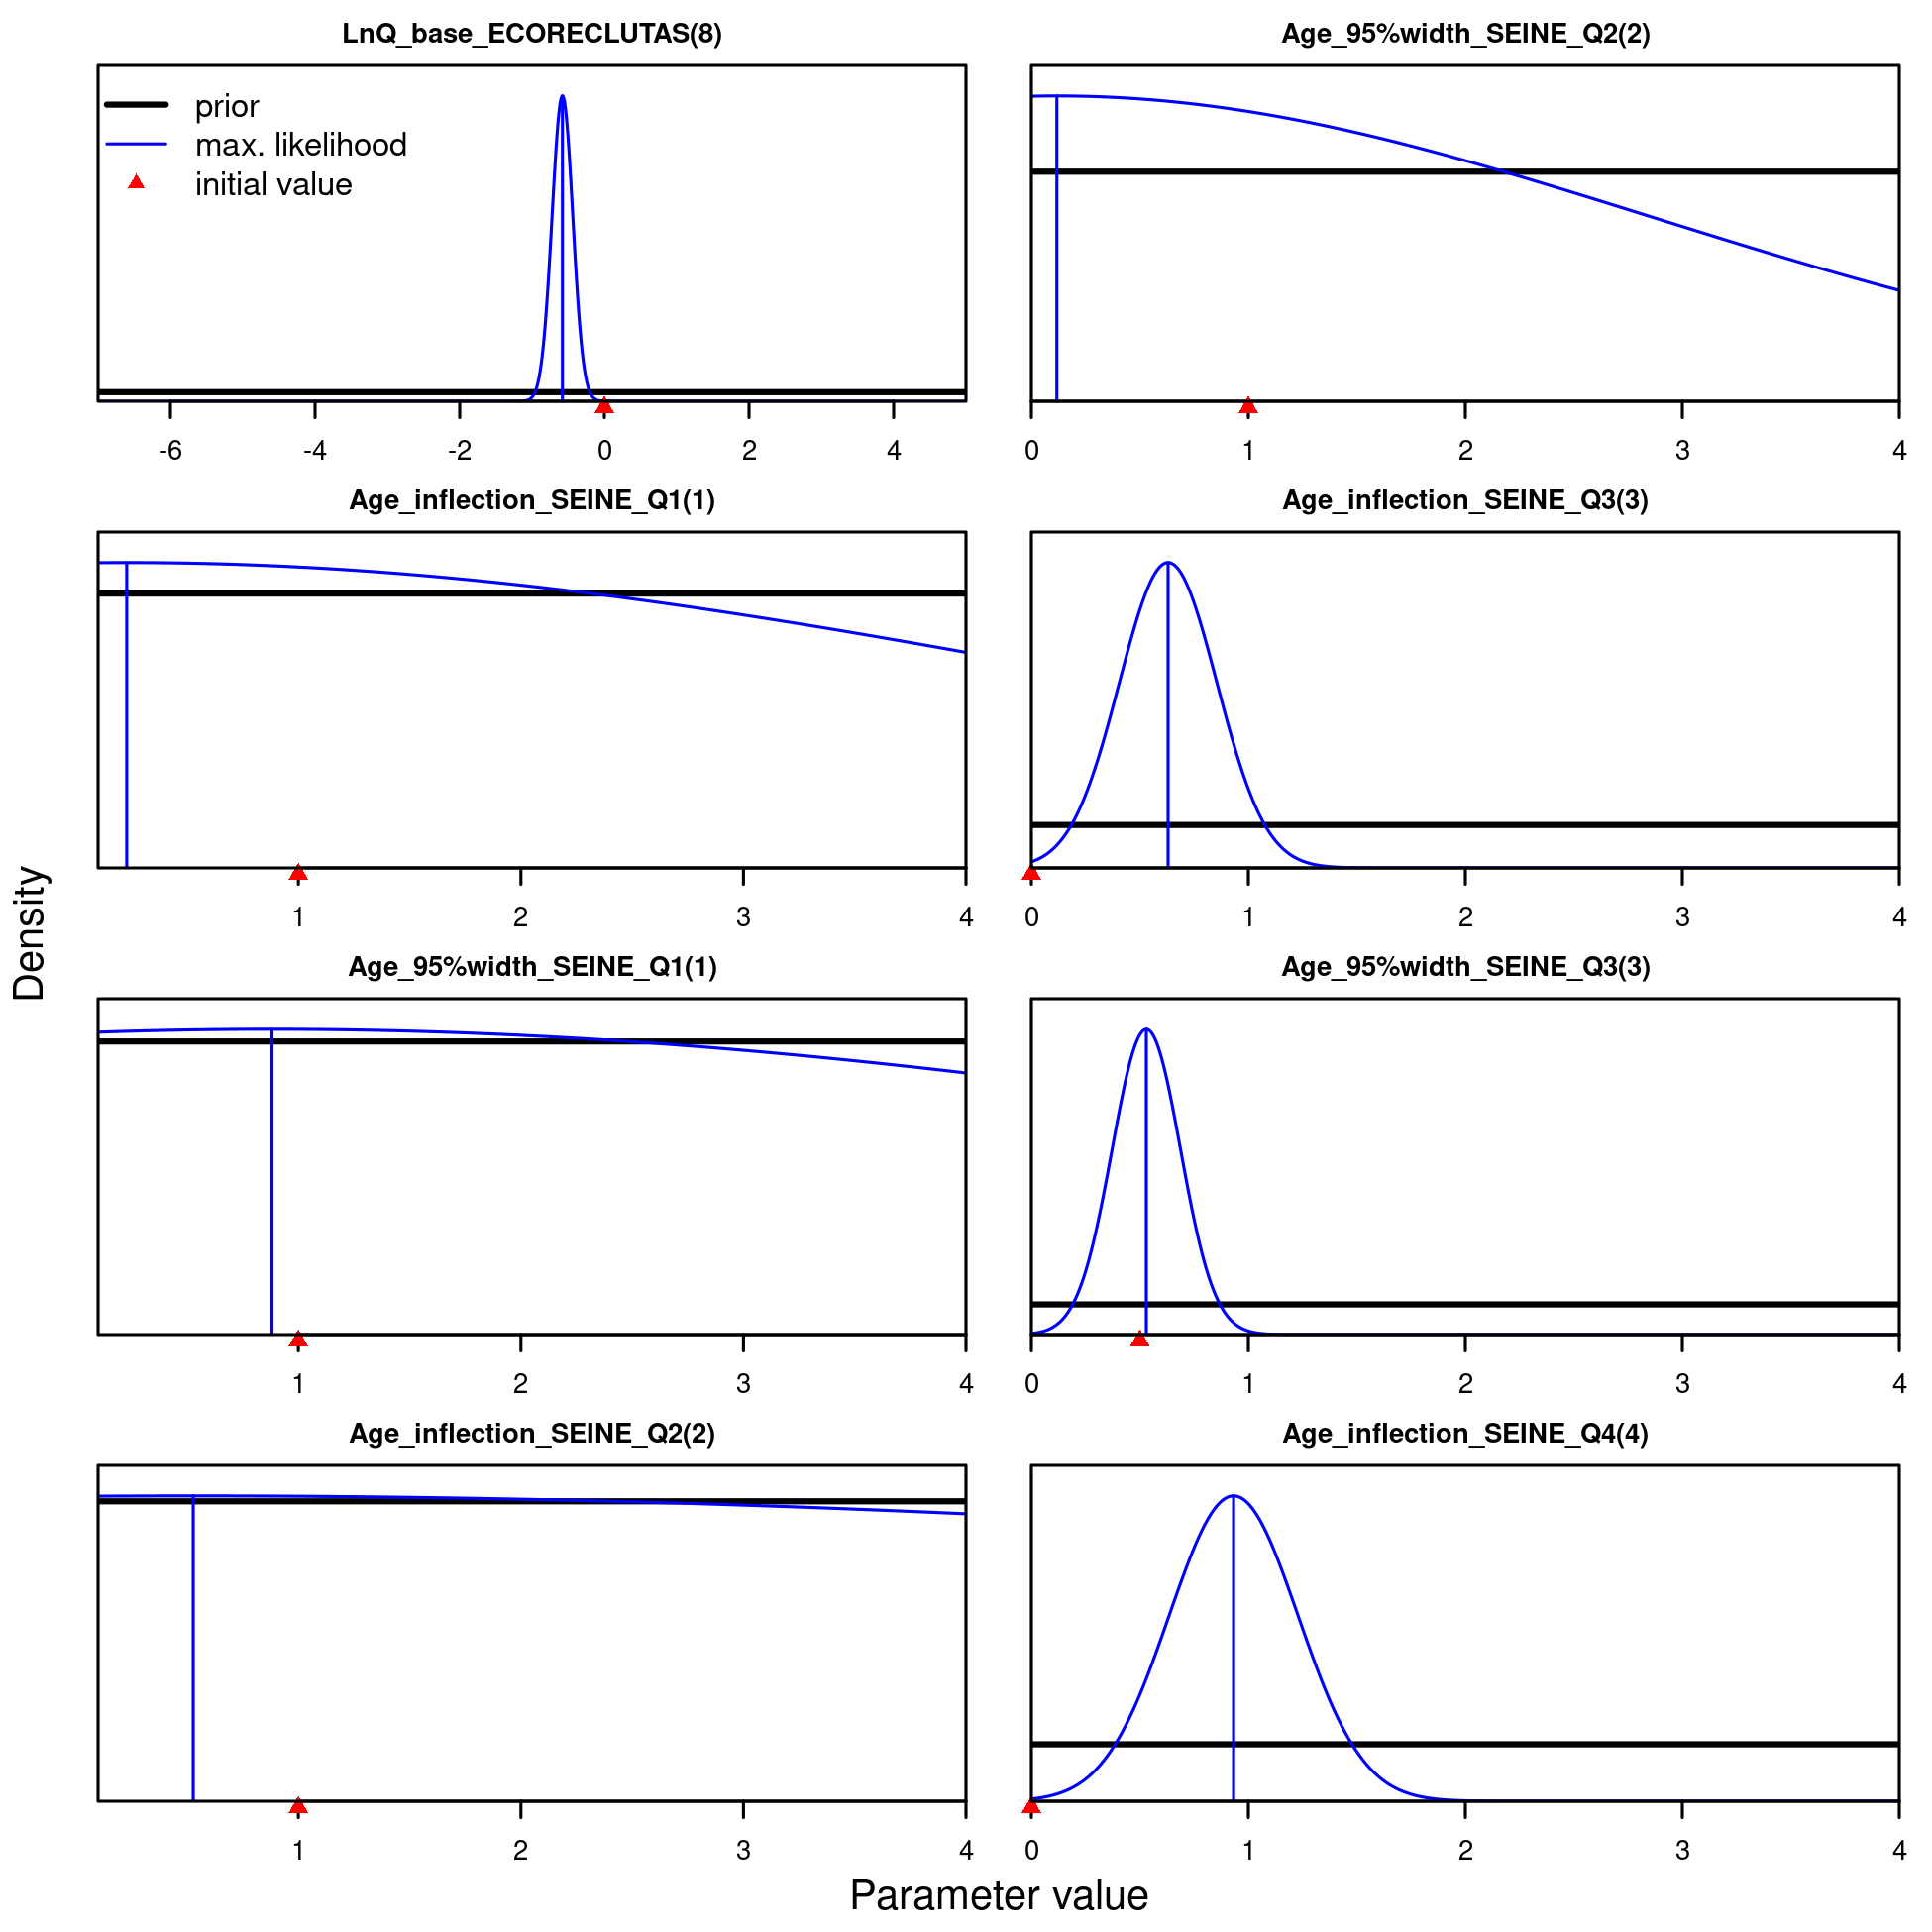 LnQ_base_ECORECLUTAS(8)
prior
max. likelihood
initial value
-6 -4 -2 0 2 4
Age_95%width_SEINE_Q2(2)
0 1 2 3 4
Age_inflection_SEINE_Q1(1)
1 2 3 4
Age_inflection_SEINE_Q3(3)
0 1 2 3 4
Age_95%width_SEINE_Q1(1)
1 2 3 4
Age_95%width_SEINE_Q3(3)
0 1 2 3 4
Age_inflection_SEINE_Q2(2)
1 2 3 4
Age_inflection_SEINE_Q4(4)
0 1 2 3 4
Density
Parameter value